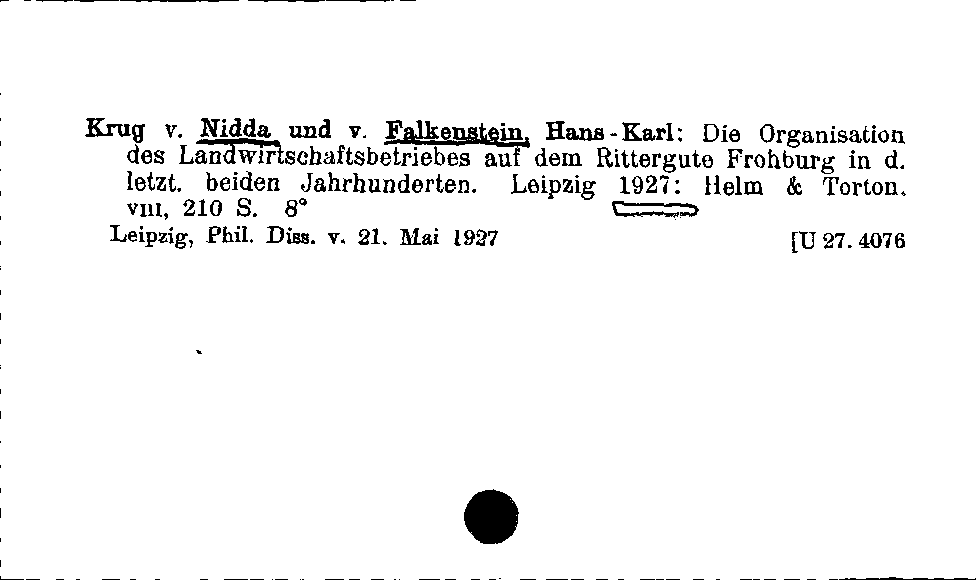 Krug v. Nidda und v. Falkenstein, Hans-Karl: Die Organisation
des Landwirtschaftsbetriebes auf dem Rittergute Frohburg in d.
letzt. beiden Jahrhunderten. Leipzig 1927: Helm & Torton.
VIII, 210 S. 8°
Leipzig, Phil. Diss. v. 21. Mai 1927 [U 27. 4076